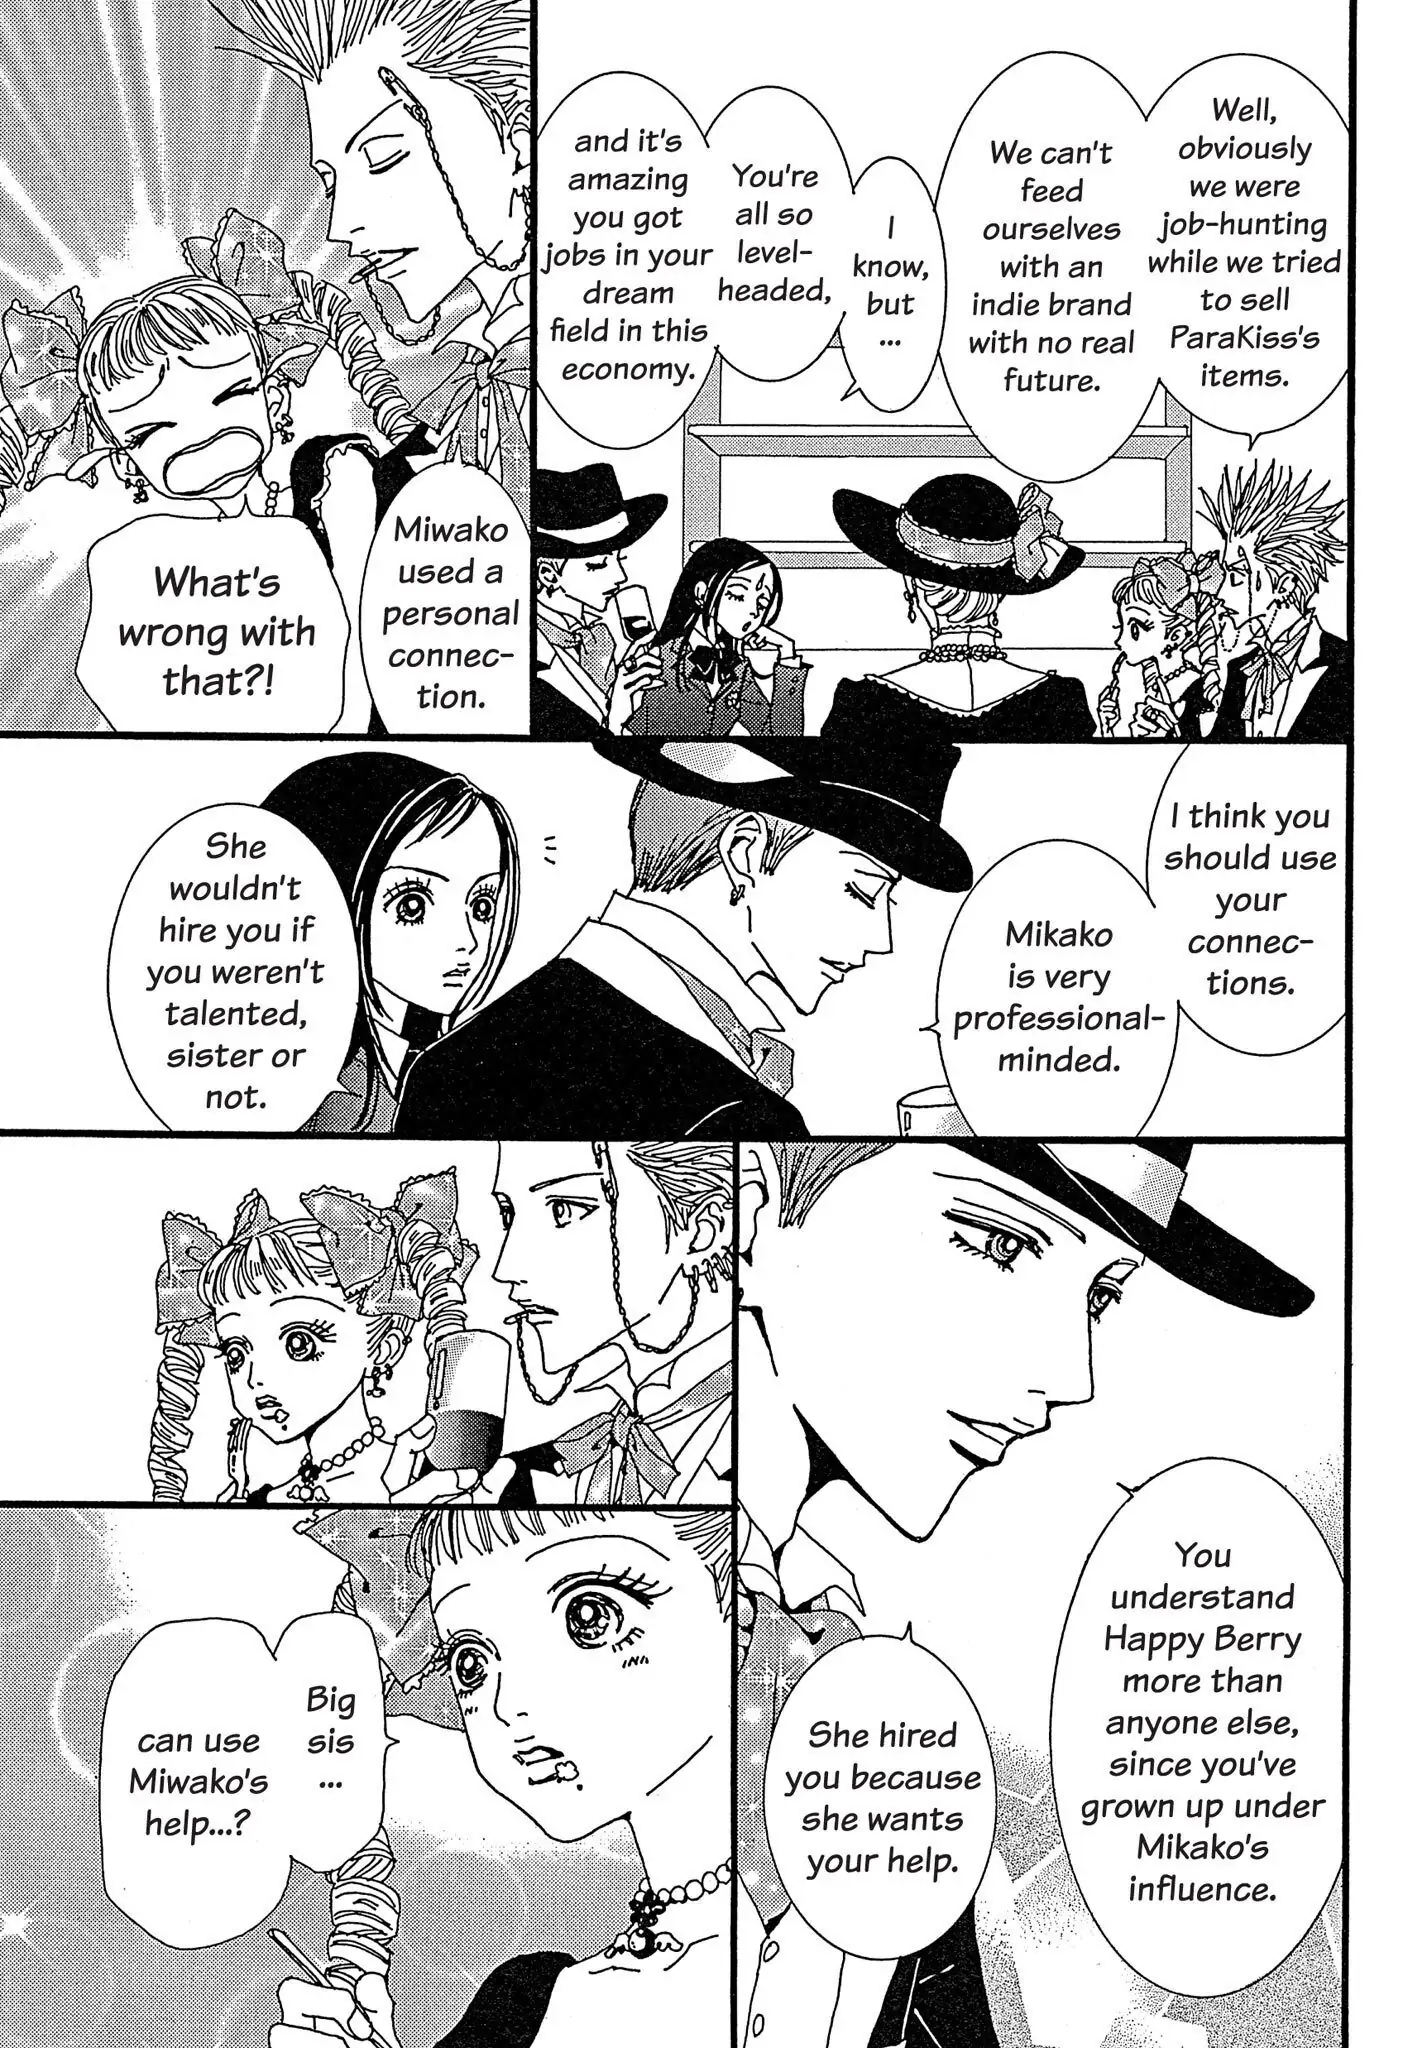 Well,
obviously
we were
job-hunting
while we tried
to sell
ParaKiss's
items.
We can't
feed
ourselves
with an
indie brand
with no real
future.
I
know,
but
...
You're
all so
level-
headed,
and it's
amazing
you got
jobs in your
dream
field in this
economy.
Miwako
used a
personal
connec-
tion.
What's
wrong with
that?!
I think you
should use
your
connec-
tions.
Mikako
is very
professional-
minded.
She
wouldn't
hire you if
you weren't
talented,
sister or
not.
You
understand
Happy Berry
more than
anyone else,
since you've
grown up under
Mikako's
influence.
She hired
you because
she wants
your help.
Big
sis
...
can use
Miwako's
help...?